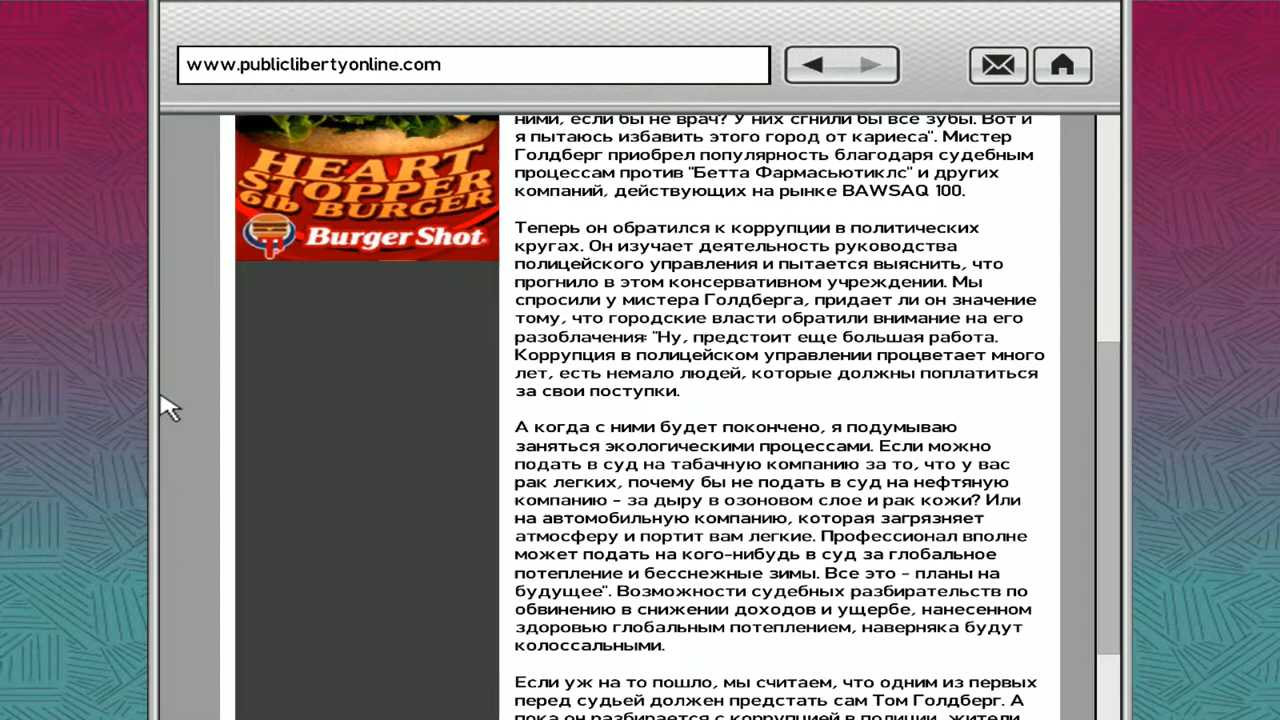 www.publiclibertyonline.com
HEART
STOPPER
6lb BURGER
Burger Shot
ними, если бы не врач? У них сгнили бы все зубы. Вот и
я пытаюсь избавить этого город от кариеса". Мистер
Голдберг приобрел популярность благодаря судебным
процессам против "Бетта Фармасьютиклс" и других
компаний, действующих на рынке BAWSAQ 100.
Теперь он обратился к коррупции в политических
кругах. Он изучает деятельность руководства
полицейского управления и пытается выяснить, что
прогнило в этом консервативном учреждении. Мы
спросили у мистера Голдберга, придает ли он значение
тому, что городские власти обратили внимание на его
разоблачения: "Ну, предстоит еще большая работа.
Коррупция в полицейском управлении процветает много
лет, есть немало людей, которые должны поплатиться
за свои поступки.
А когда с ними будет покончено, я подумываю
заняться экологическими процессами. Если можно
подать в суд на табачную компанию за то, что у вас
рак легких, почему бы не подать в суд на нефтяную
компанию - за дыру в озоновом слое и рак кожи? Или
на автомобильную компанию, которая загрязняет
атмосферу и портит вам легкие. Профессионал вполне
может подать на кого-нибудь в суд за глобальное
потепление и бесснежные зимы. Все это - планы на
будущее". Возможности судебных разбирательств по
обвинению в снижении доходов и ущербе, нанесенном
здоровью глобальным потеплением, наверняка будут
колоссальными.
Если уж на то пошло, мы считаем, что одним из первых
перед судьей должен предстать сам Том Голдберг. А
пока он разбирается с коррупцией в полиции, жители